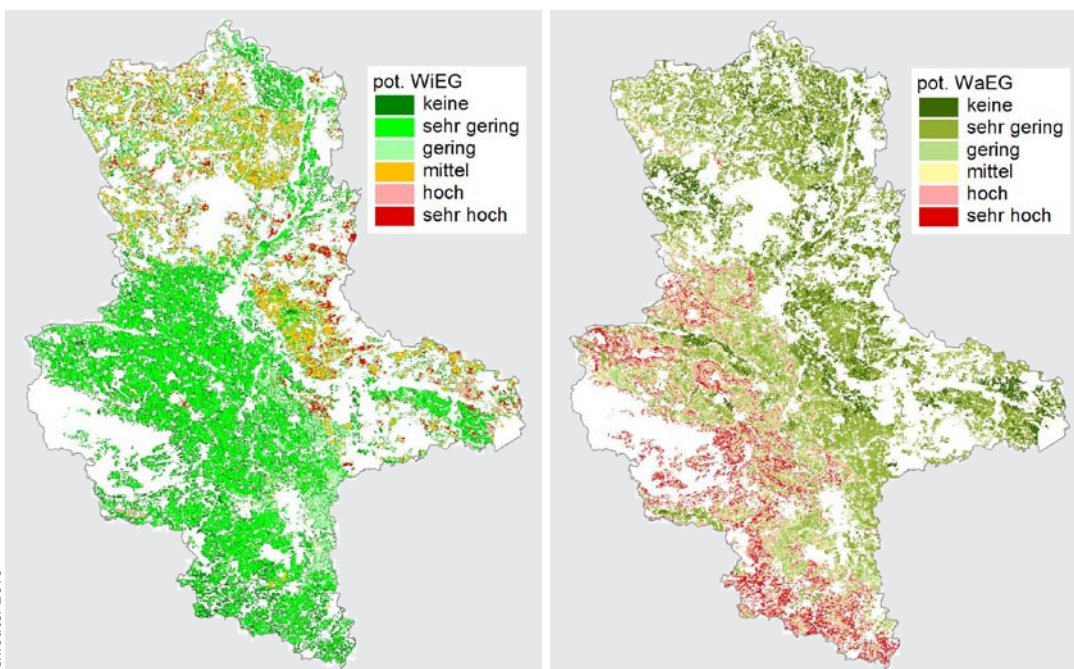 pot. WiEG
keine
sehr gering
gering
mittel
hoch
sehr hoch
pot. WaEG
keine
sehr gering
gering
mittel
hoch
sehr hoch